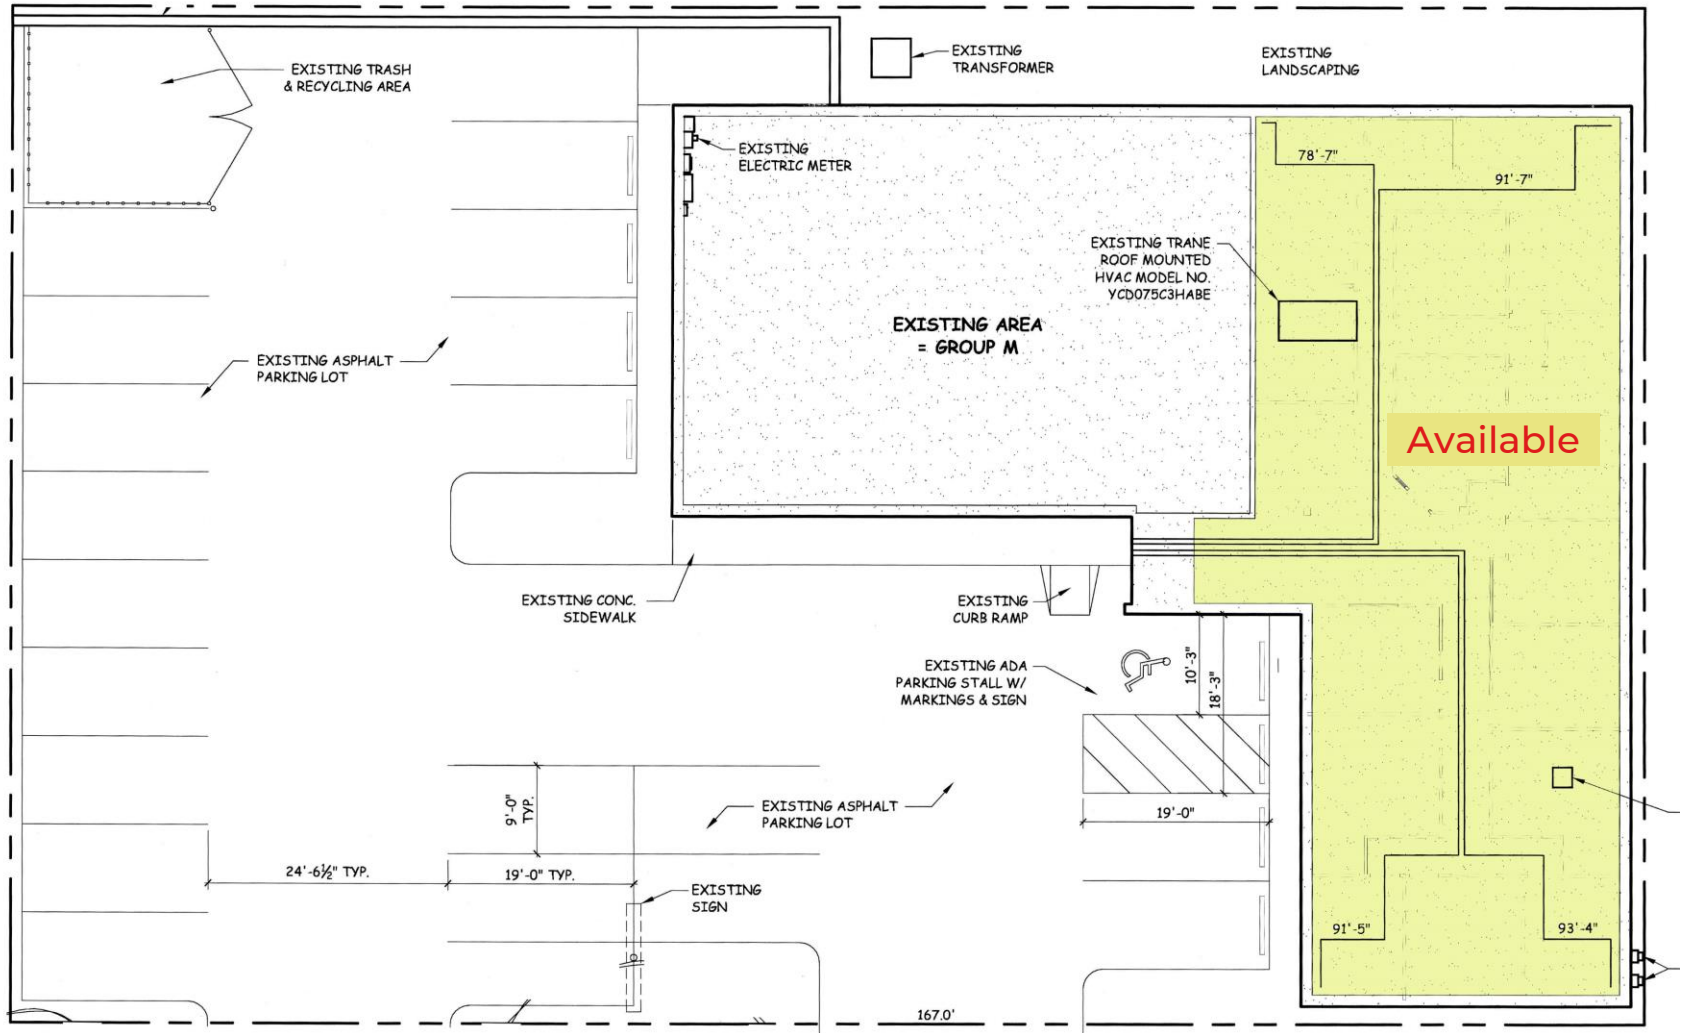 EXISTING TRASH
& RECYCLING AREA
EXISTING
TRANSFORMER
EXISTING
LANDSCAPING
EXISTING
ELECTRIC METER
78'-7"
91'-7"
EXISTING TRANE
ROOF MOUNTED
HVAC MODEL NO.
YCD075C3HABE
EXISTING AREA
= GROUP M
EXISTING ASPHALT
PARKING LOT
Available
EXISTING CONC.
SIDEWALK
EXISTING
CURB RAMP
EXISTING ADA
PARKING STALL W/
MARKINGS & SIGN
10'-3"
18'-3"
9'-0"
TYP.
EXISTING ASPHALT
PARKING LOT
19'-0"
24'-6½" TYP.
19'-0" TYP.
EXISTING
SIGN
91'-5"
93'-4"
167.0'